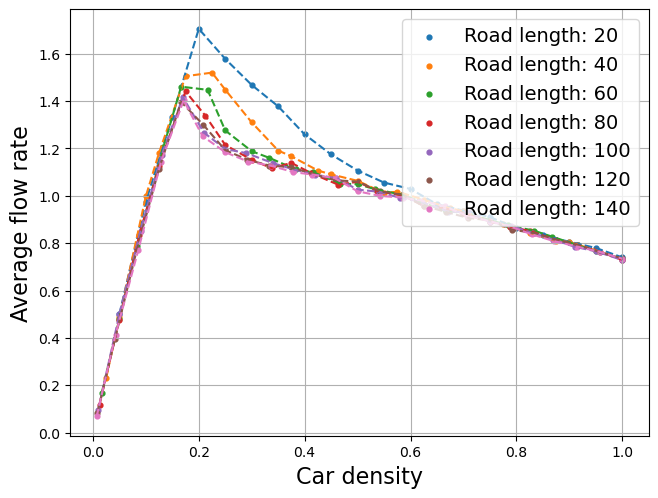 Road length: 20
Road length: 40
Road length: 60
Road length: 80
Road length: 100
Road length: 120
Road length: 140
Average flow rate
1.6
1.4
1.2
1.0
0.8
0.6
0.4
0.2
0.0
0.0 0.2 0.4 0.6 0.8 1.0
Car density